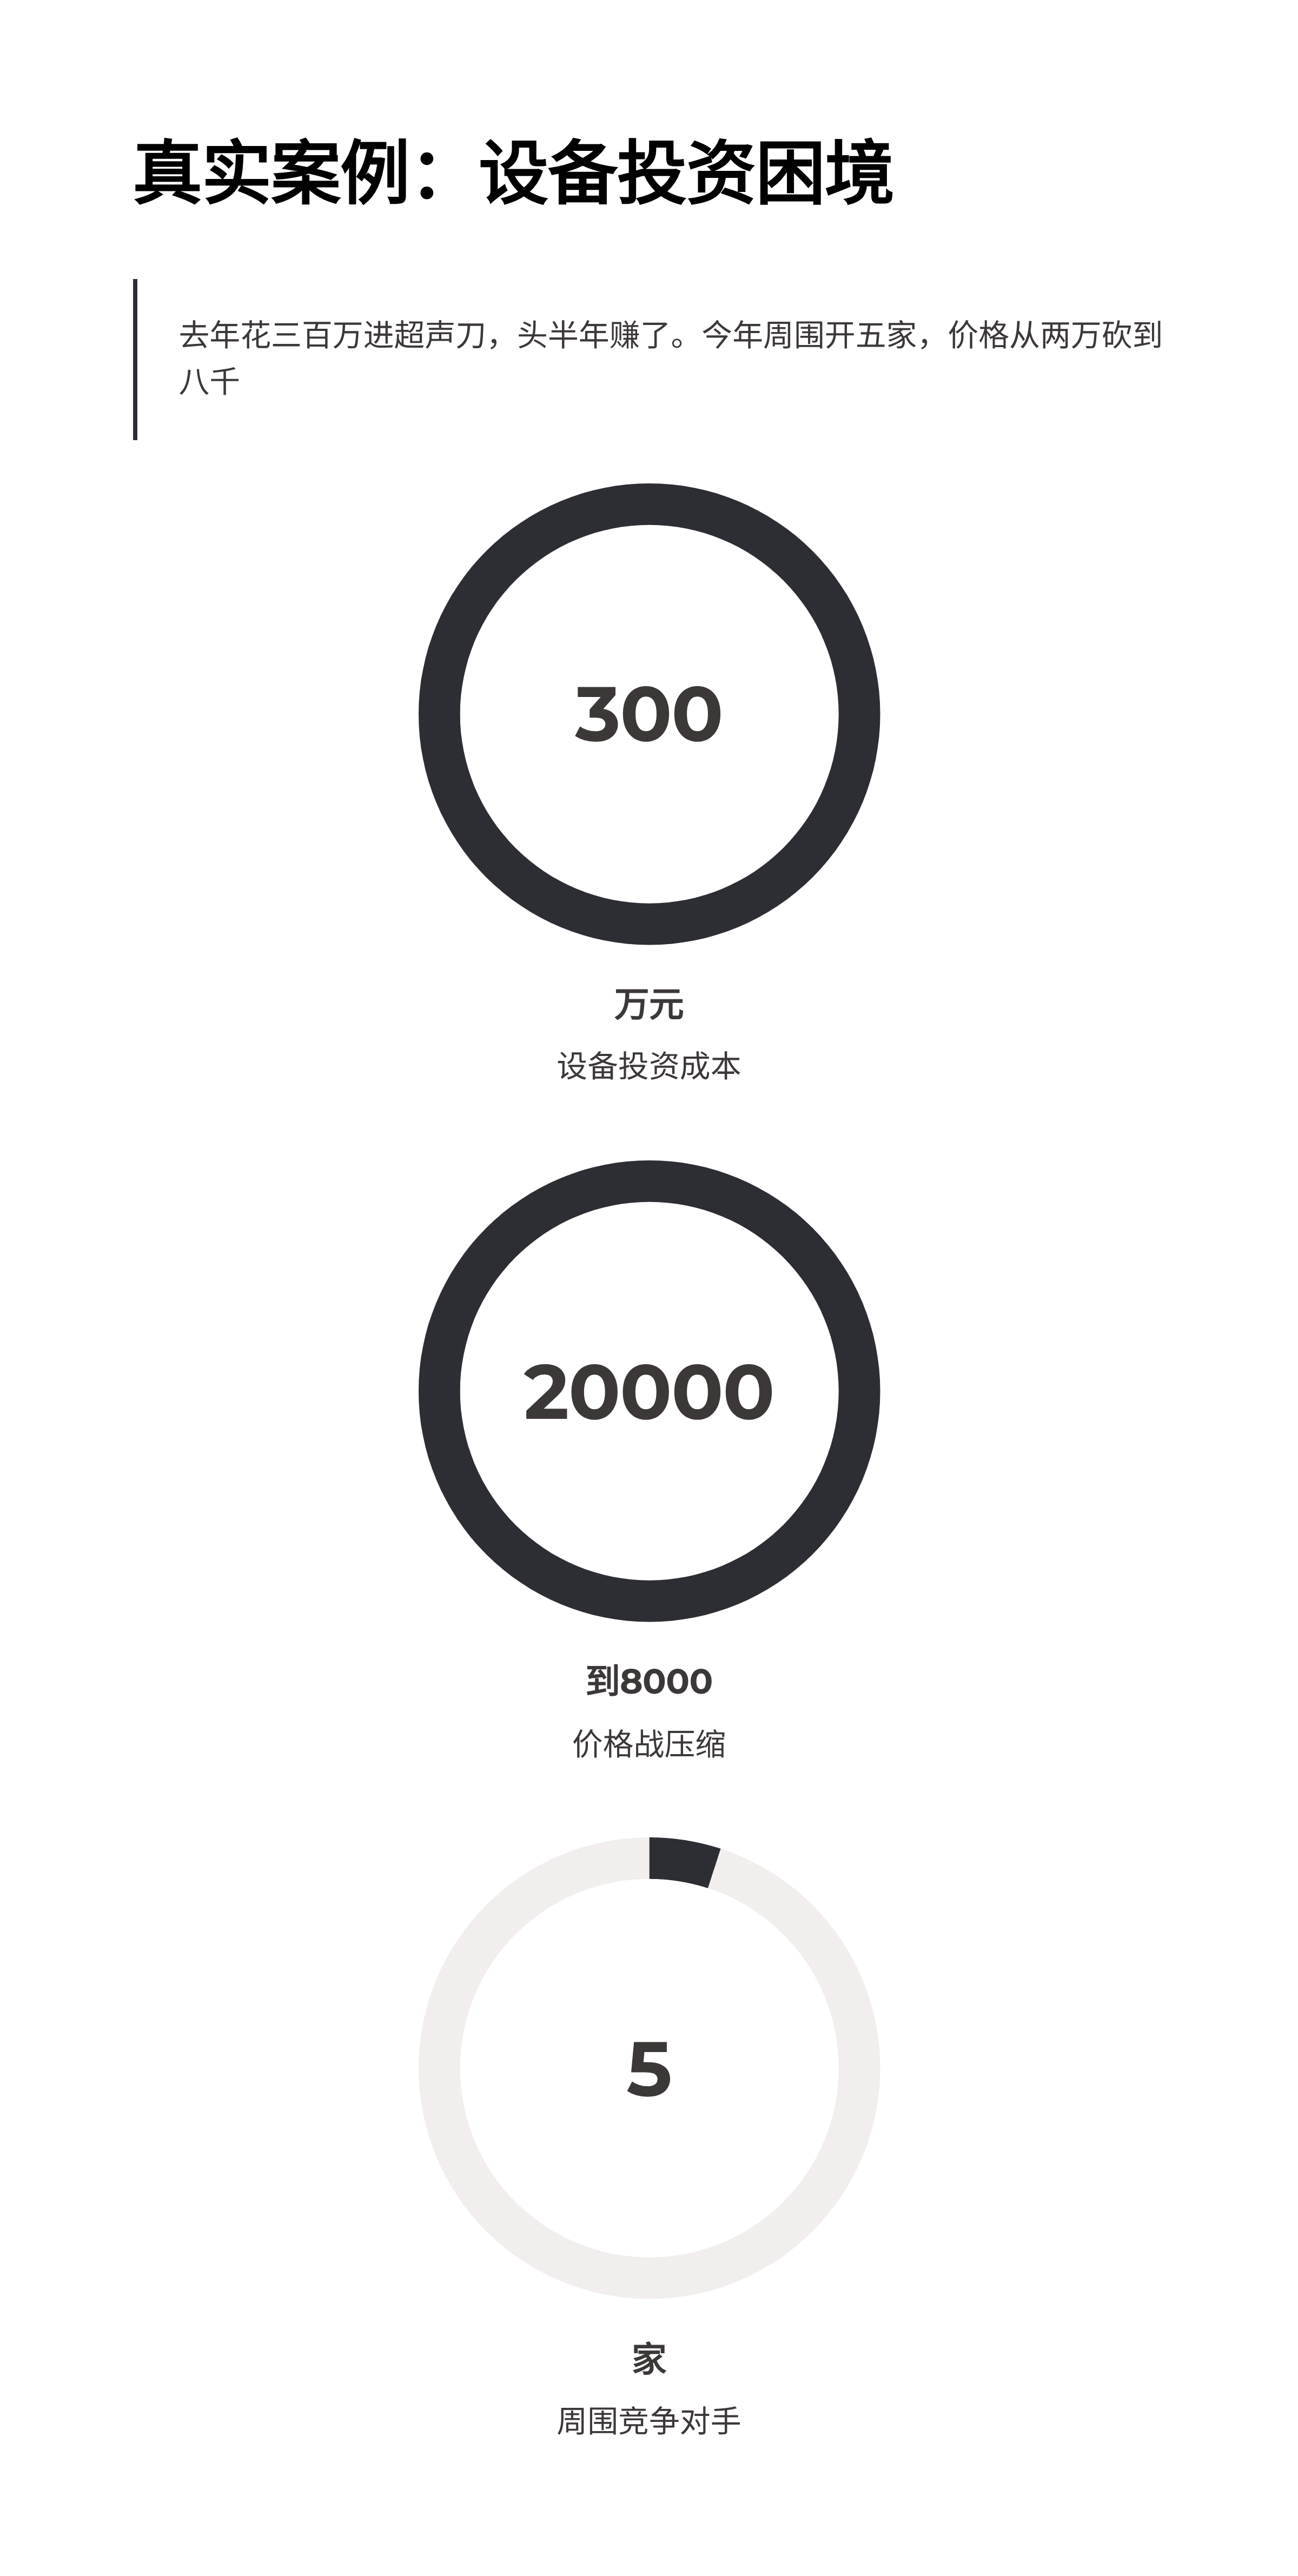 真实案例：设备投资困境
去年花三百万进超声刀，头半年赚了。今年周围开五家，价格从两万砍到
八千
300
万元
设备投资成本
20000
到8000
价格战压缩
5
家
周围竞争对手